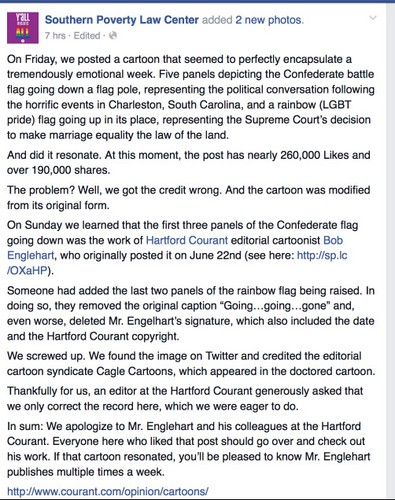 Y'ALL
Southern Poverty Law Center added 2 new photos.
7 hrs · Edited ·
On Friday, we posted a cartoon that seemed to perfectly encapsulate a
tremendously emotional week. Five panels depicting the Confederate battle
flag going down a flag pole, representing the political conversation following
the horrific events in Charleston, South Carolina, and a rainbow (LGBT
pride) flag going up in its place, representing the Supreme Court's decision
to make marriage equality the law of the land.
And did it resonate. At this moment, the post has nearly 260,000 Likes and
over 190,000 shares.
The problem? Well, we got the credit wrong. And the cartoon was modified
from its original form.
On Sunday we learned that the first three panels of the Confederate flag
going down was the work of Hartford Courant editorial cartoonist Bob
Englehart, who originally posted it on June 22nd (see here: http://sp.lc
/OXaHP).
Someone had added the last two panels of the rainbow flag being raised. In
doing so, they removed the original caption "Going...going...gone" and,
even worse, deleted Mr. Engelhart's signature, which also included the date
and the Hartford Courant copyright.
We screwed up. We found the image on Twitter and credited the editorial
cartoon syndicate Cagle Cartoons, which appeared in the doctored cartoon.
Thankfully for us, an editor at the Hartford Courant generously asked that
we only correct the record here, which we were eager to do.
In sum: We apologize to Mr. Englehart and his colleagues at the Hartford
Courant. Everyone here who liked that post should go over and check out
his work. If that cartoon resonated, you'll be pleased to know Mr. Englehart
publishes multiple times a week.
http://www.courant.com/opinion/cartoons/